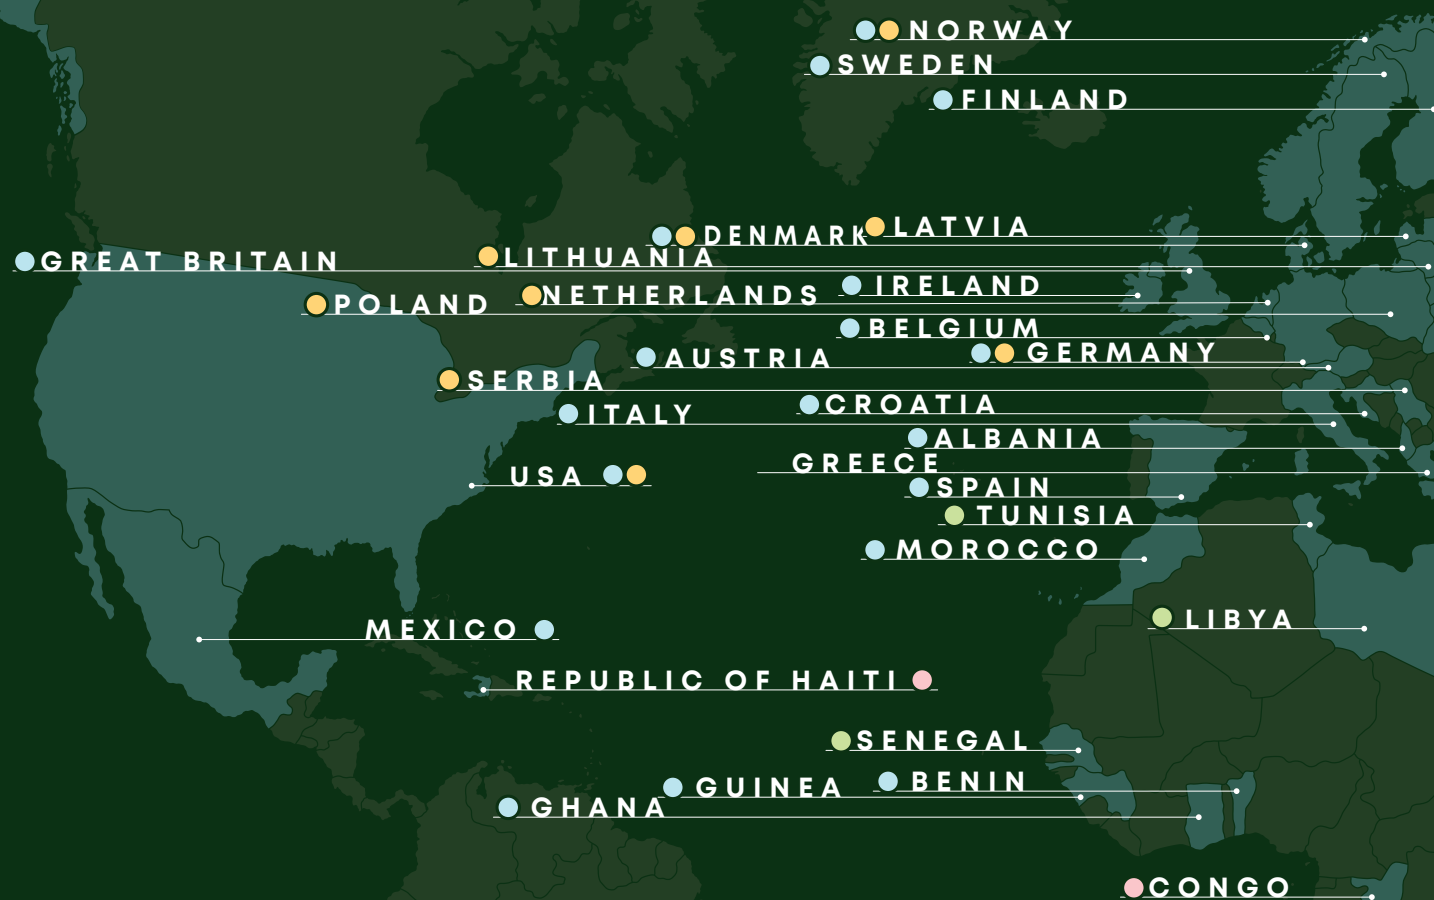 NORWAY
SWEDEN
FINLAND
LATVIA
DENMARK
LITHUANIA
GREAT BRITAIN
IRELAND
NETHERLANDS
POLAND
BELGIUM
GERMANY
AUSTRIA
SERBIA
CROATIA
ITALY
ALBANIA
GREECE
USA
SPAIN
TUNISIA
MOROCCO
LIBYA
MEXICO
REPUBLIC OF HAITI
SENEGAL
BENIN
GUINEA
GHANA
CONGO